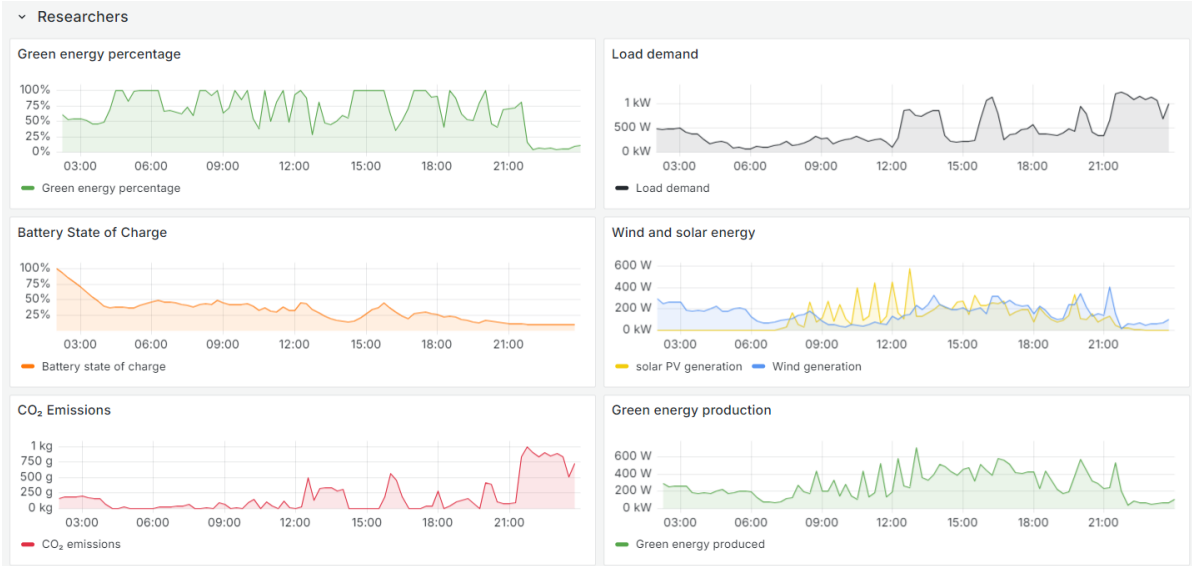 Researchers
Green energy percentage
100%
75%
50%
25%
0%
03:00 06:00 09:00 12:00 15:00 18:00 21:00
Green energy percentage
Load demand
1 kW
500 W
0 kW
03:00 06:00 09:00 12:00 15:00 18:00 21:00
Load demand
Battery State of Charge
100%
75%
50%
25%
03:00 06:00 09:00 12:00 15:00 18:00 21:00
Battery state of charge
Wind and solar energy
600 W
400 W
200 W
0 kW
03:00 06:00 09:00 12:00 15:00 18:00 21:00
solar PV generation Wind generation
CO₂ Emissions
1 kg
750 g
500 g
250 g
0 kg
03:00 06:00 09:00 12:00 15:00 18:00 21:00
CO₂ emissions
Green energy production
600 W
400 W
200 W
0 kW
03:00 06:00 09:00 12:00 15:00 18:00 21:00
Green energy produced